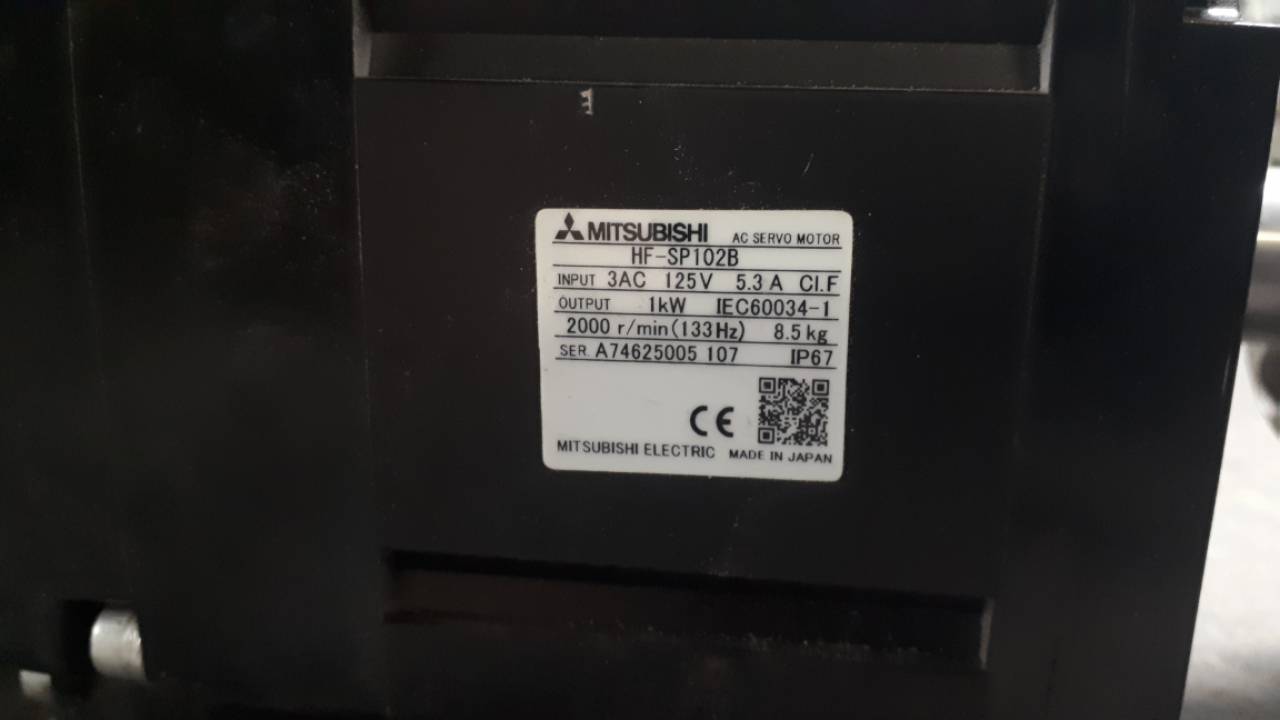 MITSUBISHI AC SERVO MOTOR
HF-SP102B
INPUT 3AC 125V 5.3 A CI.F
OUTPUT 1kW IEC60034-1
2000 r/min(133Hz) 8.5kg
SER. A74625005 107 IP67
CE
MITSUBISHI ELECTRIC MADE IN JAPAN